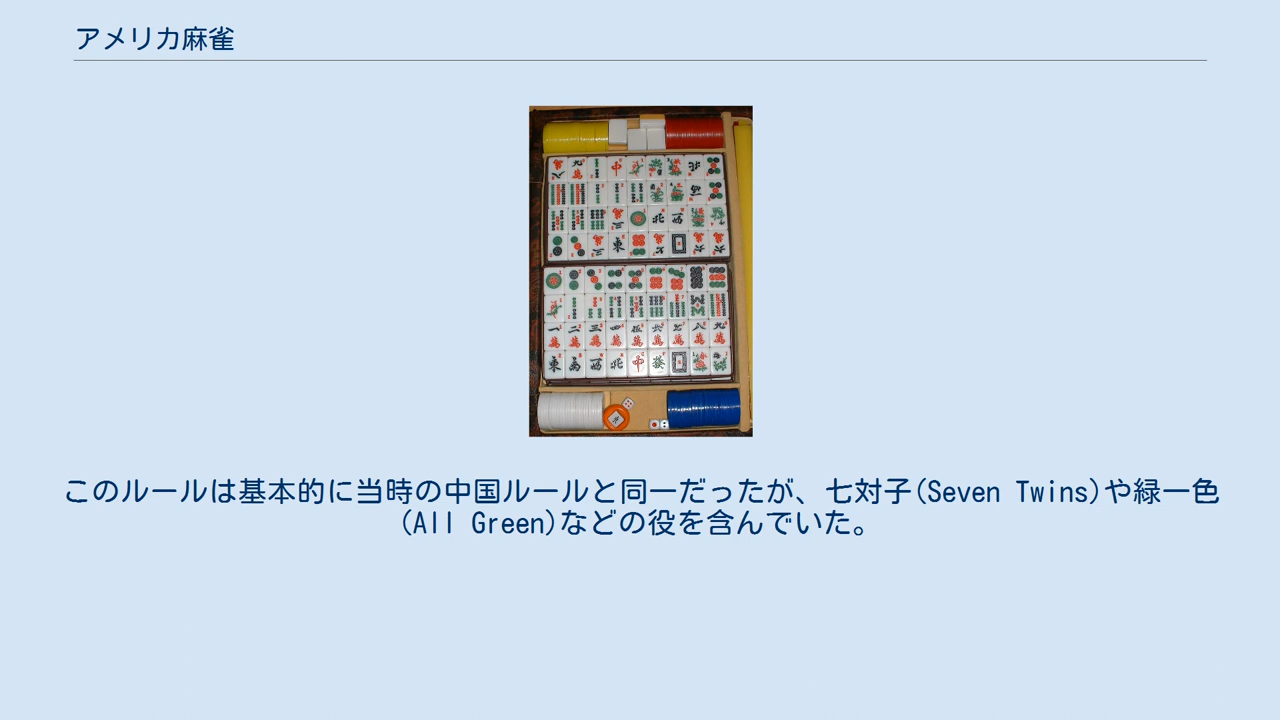 アメリカ麻雀
このルールは基本的に当時の中国ルールと同一だったが、七対子(Seven Twins)や緑一色
(All Green)などの役を含んでいた。